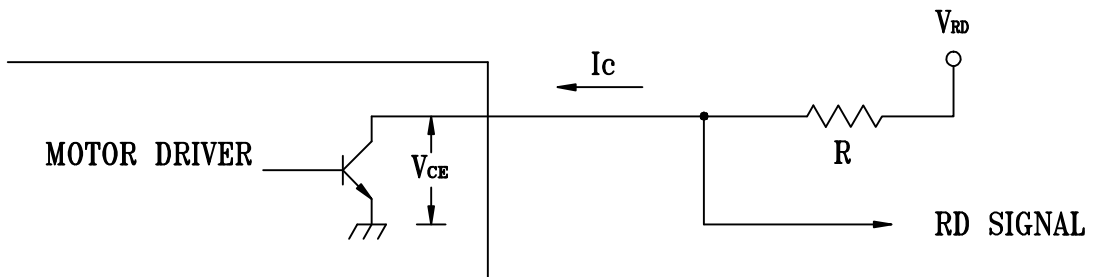 VRD
Ic
MOTOR DRIVER
VCE
R
RD SIGNAL